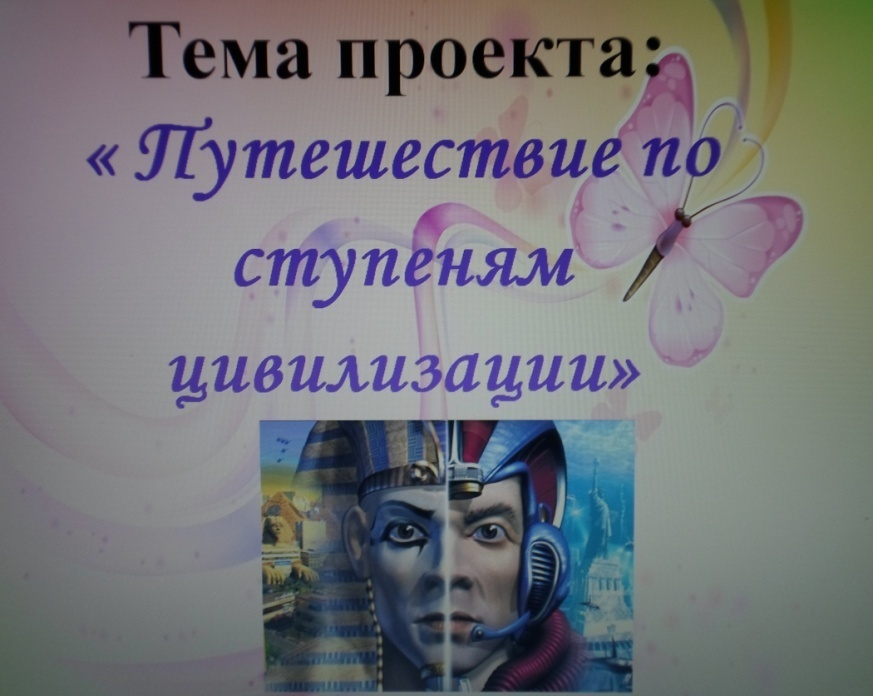 Тема проекта:
« Путешествие по
ступеням
цивилизации»